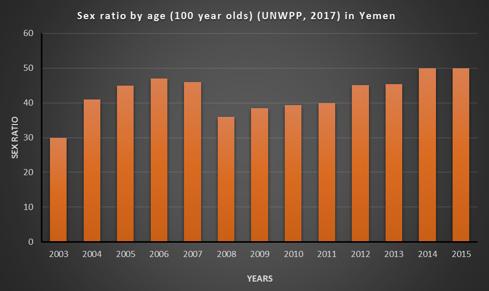 Sex ratio by age (100 year olds) (UNWPP, 2017) in Yemen
60
50
40
30
20
10
0
SEX RATIO
2003 2004 2005 2006 2007 2008 2009 2010 2011 2012 2013 2014 2015
YEARS